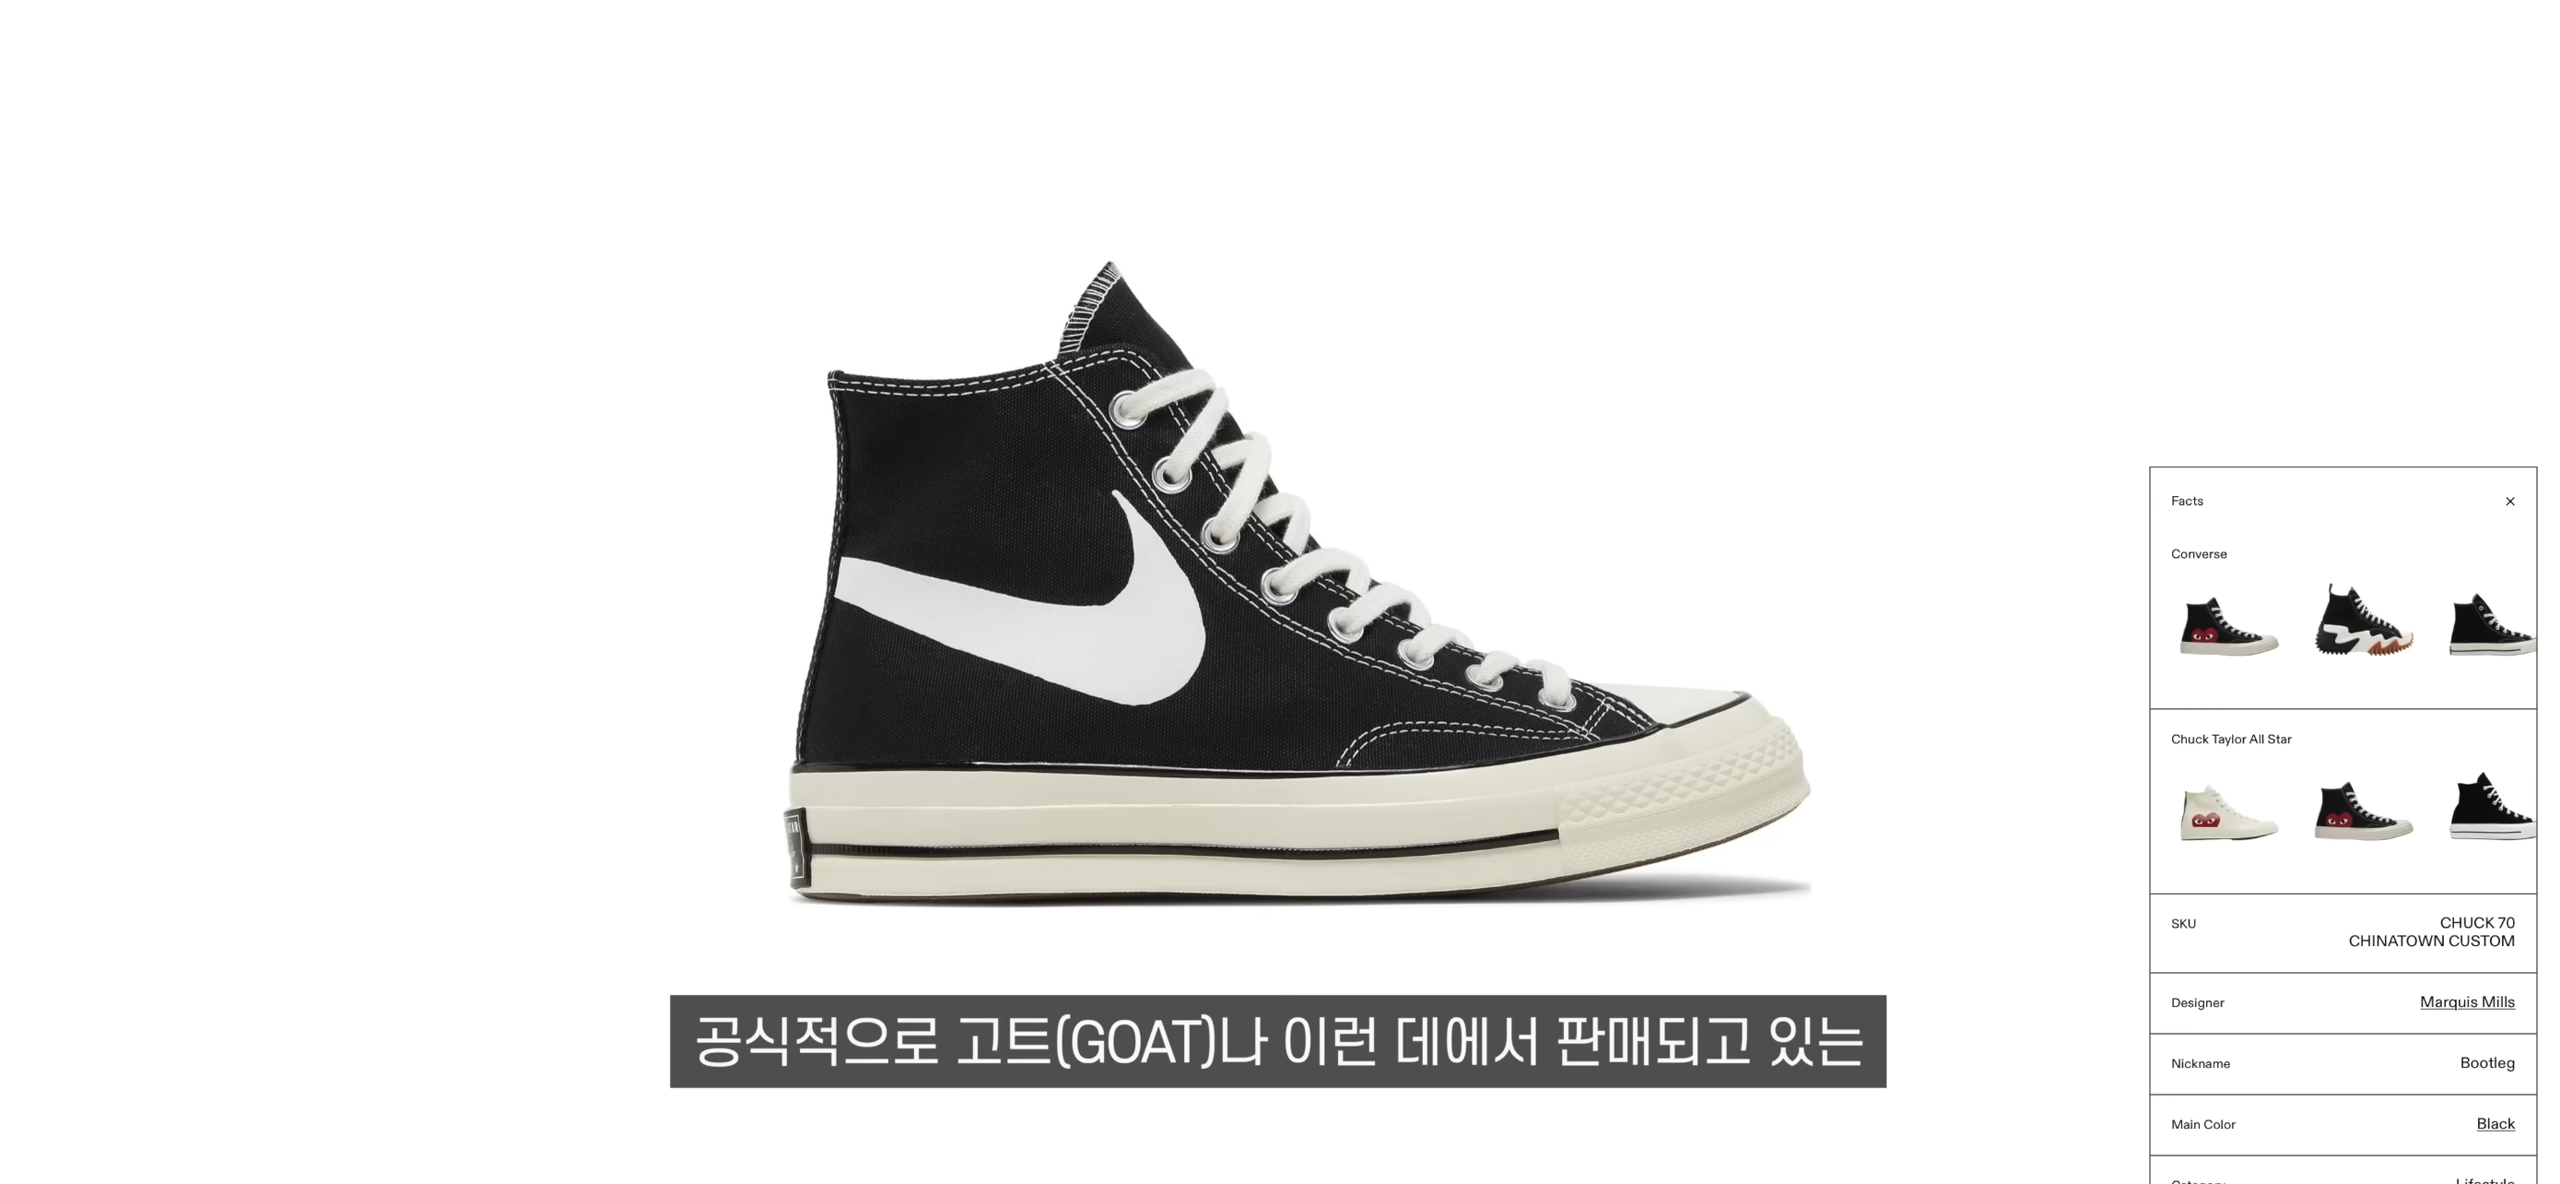 Facts
×
Converse
Chuck Taylor All Star
SKU
CHUCK 70
CHINATOWN CUSTOM
Designer
Marquis Mills
Nickname
Bootleg
Main Color
Black
공식적으로 고트(GOAT)나 이런 데에서 판매되고 있는